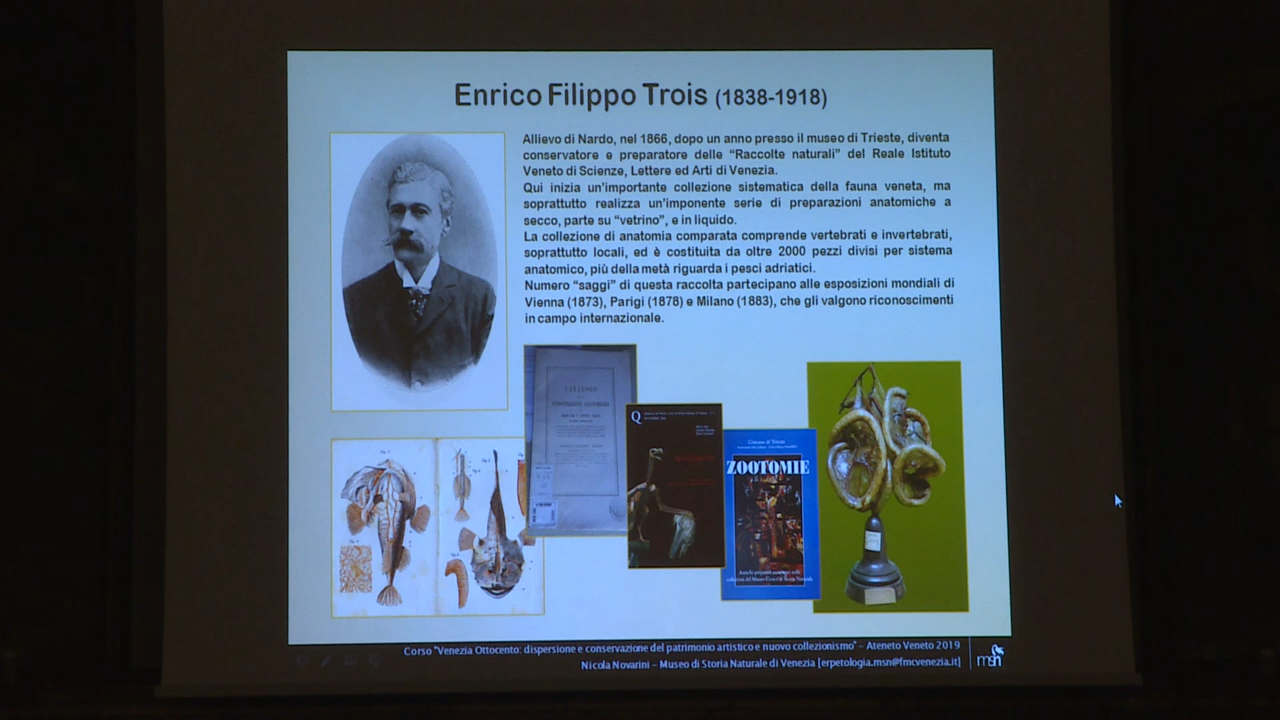 Enrico Filippo Trois (1838-1918)
Allievo di Nardo, nel 1866, dopo un anno presso il museo di Trieste, diventa
conservatore e preparatore delle “Raccolte naturali” del Reale Istituto
Veneto di Scienze, Lettere ed Arti di Venezia.
Qui inizia un’importante collezione sistematica della fauna veneta, ma
soprattutto realizza un’imponente serie di preparazioni anatomiche a
secco, parte su “vetrino”, e in liquido.
La collezione di anatomia comparata comprende vertebrati e invertebrati,
soprattutto locali, ed è costituita da oltre 2000 pezzi divisi per sistema
anatomico, più della metà riguarda i pesci adriatici.
Numero “saggi” di questa raccolta partecipano alle esposizioni mondiali di
Vienna (1873), Parigi (1878) e Milano (1883), che gli valgono riconoscimenti
in campo internazionale.
CATALOGO
Q
Comune di Trieste
ZOOTOMIE
Corso "Venezia Ottocento: dispersione e conservazione del patrimonio artistico e nuovo collezionismo" – Ateneto Veneto 2019
Nicola Novarini – Museo di Storia Naturale di Venezia [erpetologia.msn@fmcvenezia.it]
msn